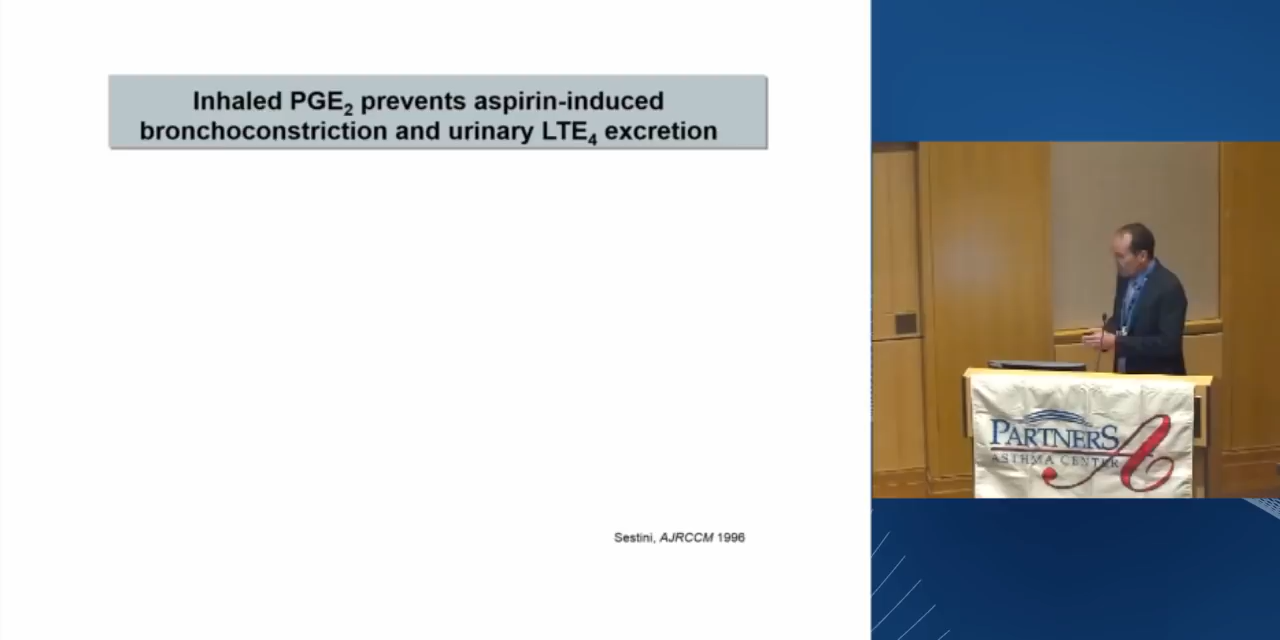 Inhaled PGE₂ prevents aspirin-induced
bronchoconstriction and urinary LTE₄ excretion
Sestini, AJRCCM 1996
PARTNERS
ASTHMA CENTER
A